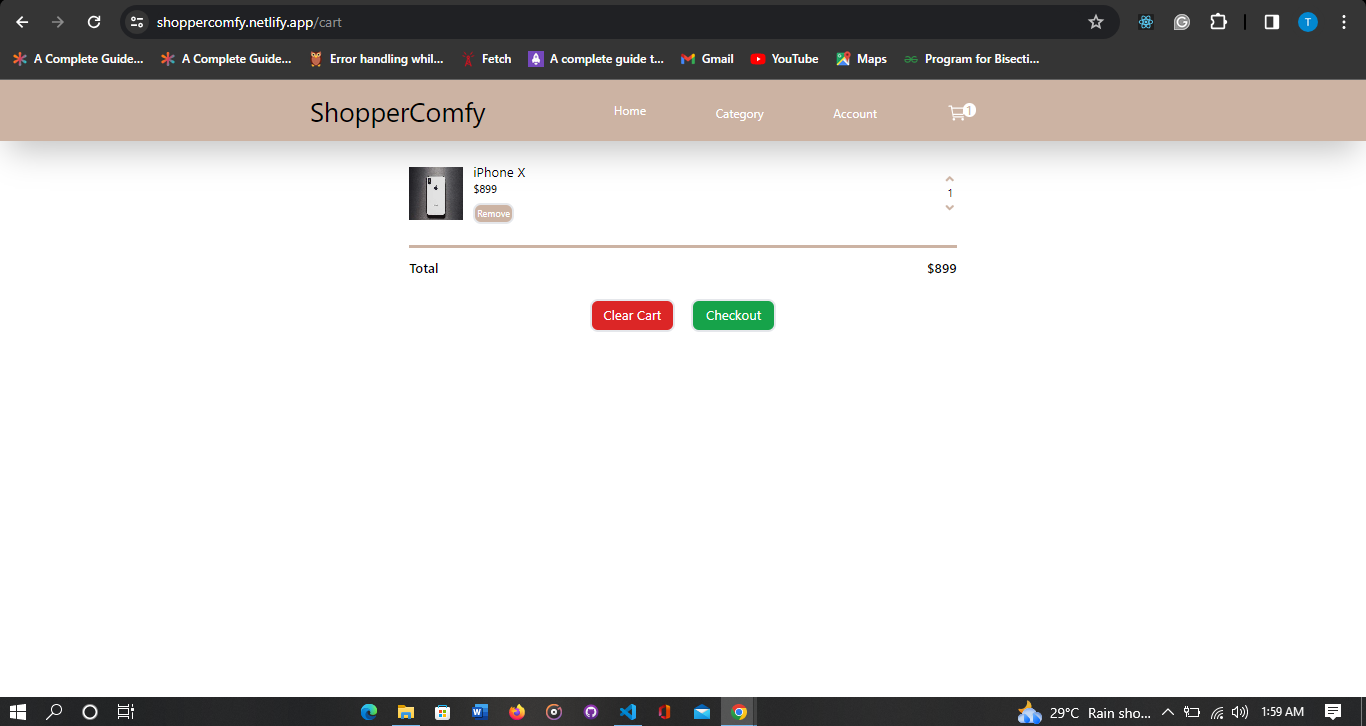 shoppercomfy.netlify.app/cart
T
A Complete Guide... A Complete Guide... Error handling whil... Fetch A complete guide t... Gmail YouTube Maps Program for Bisecti...
ShopperComfy Home Category Account 1
iPhone X
$899
1
Remove
Total $899
Clear Cart Checkout
29°C Rain sho... 1:59 AM